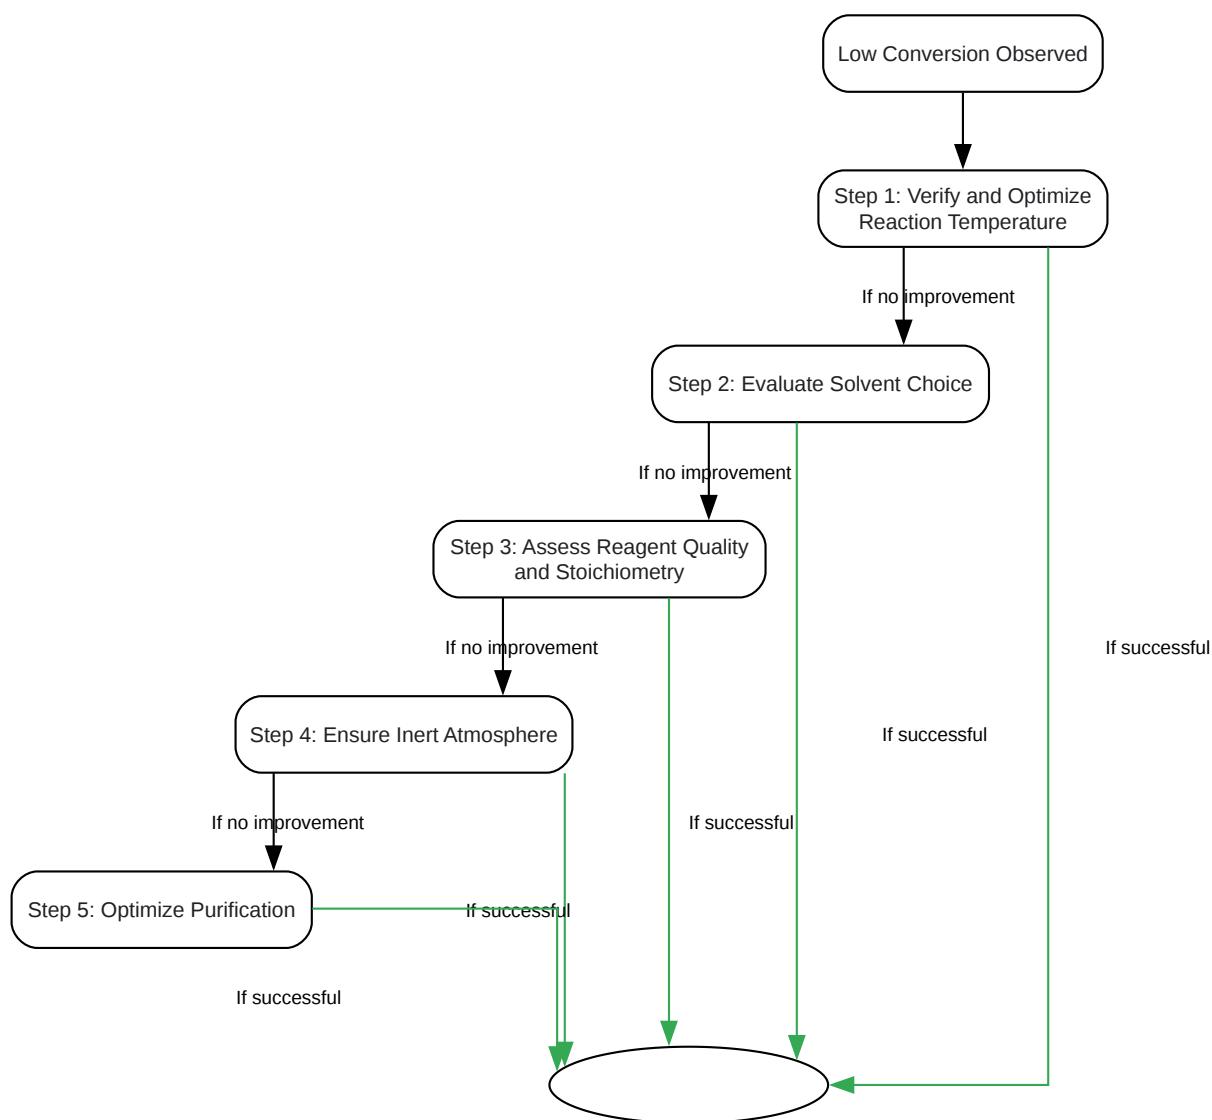 Low Conversion Observed
Step 1: Verify and Optimize
Reaction Temperature
If no improvement
Step 2: Evaluate Solvent Choice
If no improvement
Step 3: Assess Reagent Quality
and Stoichiometry
If no improvement
If successful
Step 4: Ensure Inert Atmosphere
If successful
If no improvement
If successful
Step 5: Optimize Purification
If successful
If successful